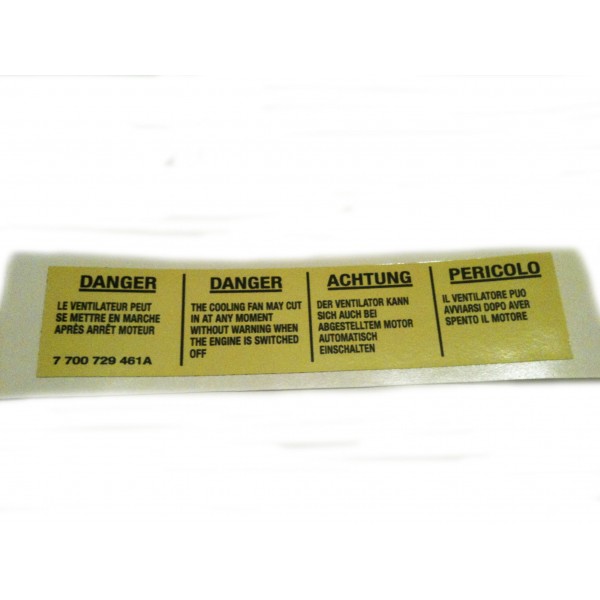 DANGER
LE VENTILATEUR PEUT
SE METTRE EN MARCHE
APRÈS ARRÊT MOTEUR
7 700 729 461A
DANGER
THE COOLING FAN MAY CUT
IN AT ANY MOMENT
WITHOUT WARNING WHEN
THE ENGINE IS SWITCHED
OFF
ACHTUNG
DER VENTILATOR KANN
SICH AUCH BEI
ABGESTELLTEM MOTOR
AUTOMATISCH
EINSCHALTEN
PERICOLO
IL VENTILATORE PUO
AVVIARSI DOPO AVER
SPENTO IL MOTORE